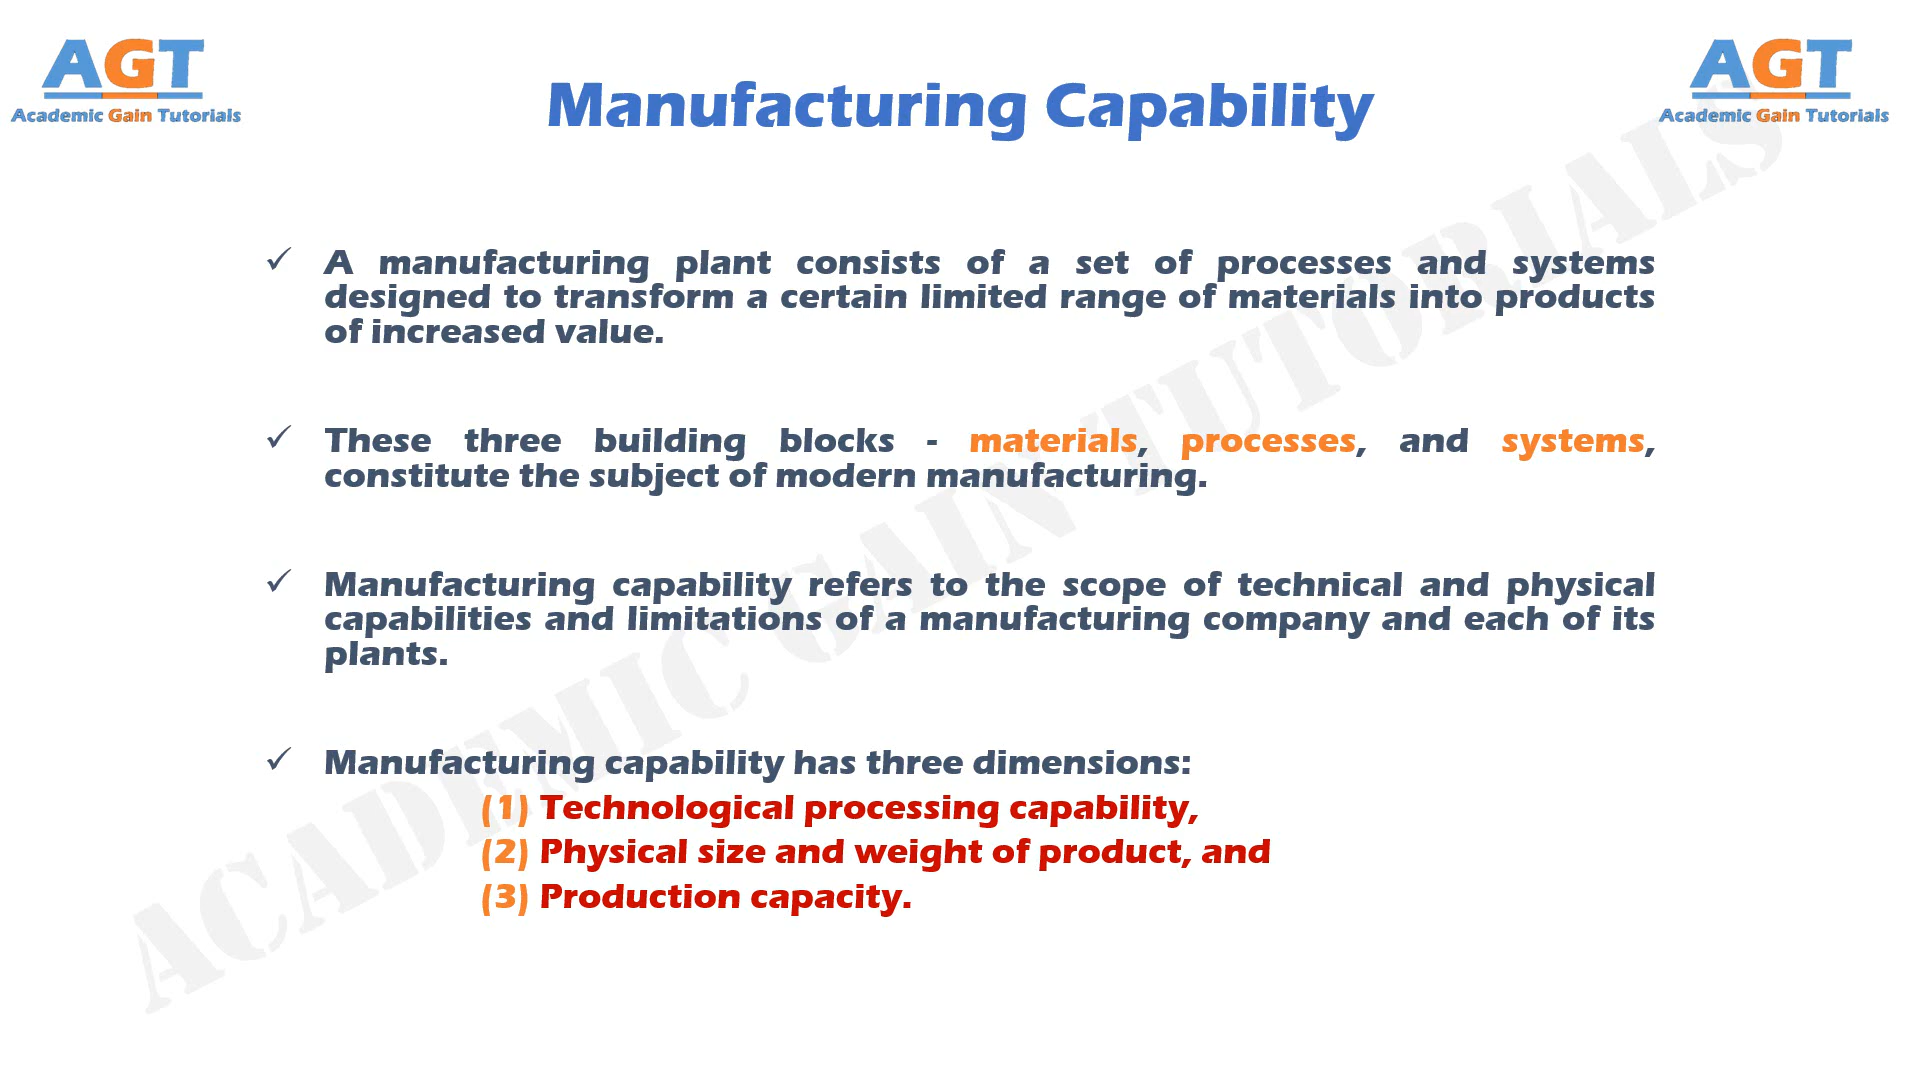 AGT
Academic Gain Tutorials
AGT
Academic Gain Tutorials
Manufacturing Capability
✓ A manufacturing plant consists of a set of processes and systems
designed to transform a certain limited range of materials into products
of increased value.
✓ These three building blocks - materials, processes, and systems,
constitute the subject of modern manufacturing.
✓ Manufacturing capability refers to the scope of technical and physical
capabilities and limitations of a manufacturing company and each of its
plants.
✓ Manufacturing capability has three dimensions:
(1) Technological processing capability,
(2) Physical size and weight of product, and
(3) Production capacity.
ACADEMIC GAIN TUTORIALS